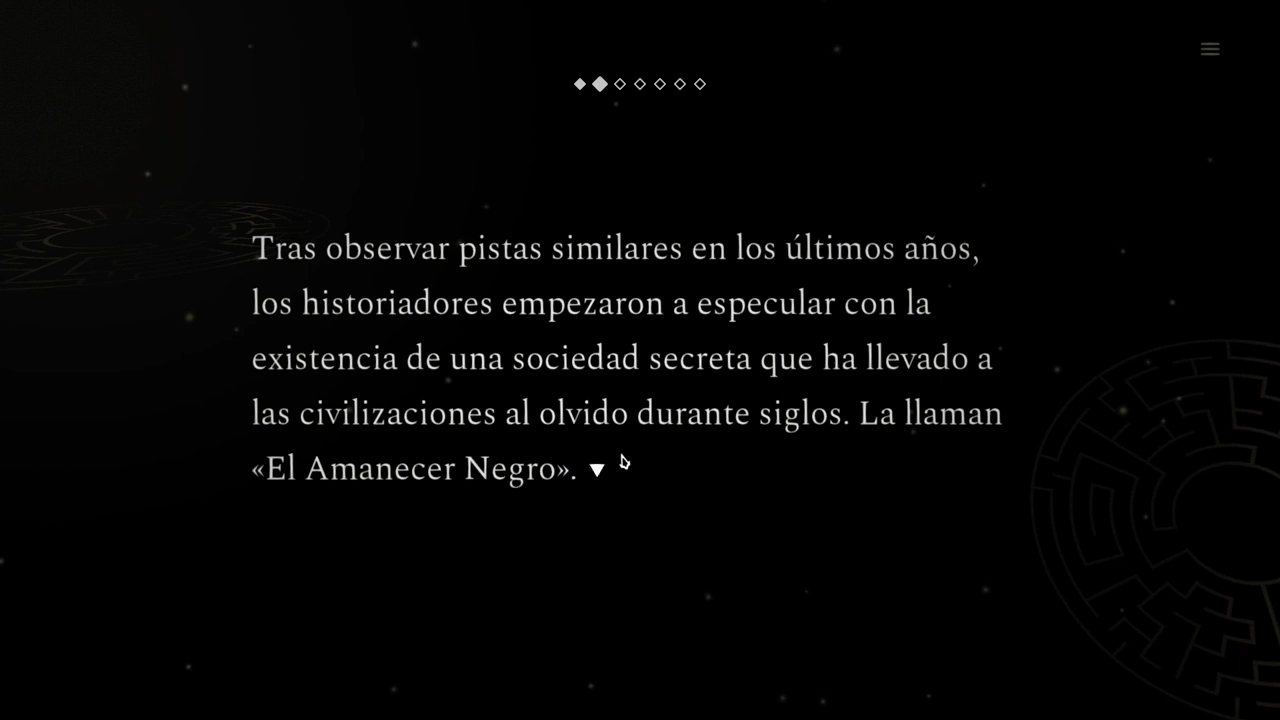 Tras observar pistas similares en los últimos años,
los historiadores empezaron a especular con la
existencia de una sociedad secreta que ha llevado a
las civilizaciones al olvido durante siglos. La llaman
«El Amanecer Negro».